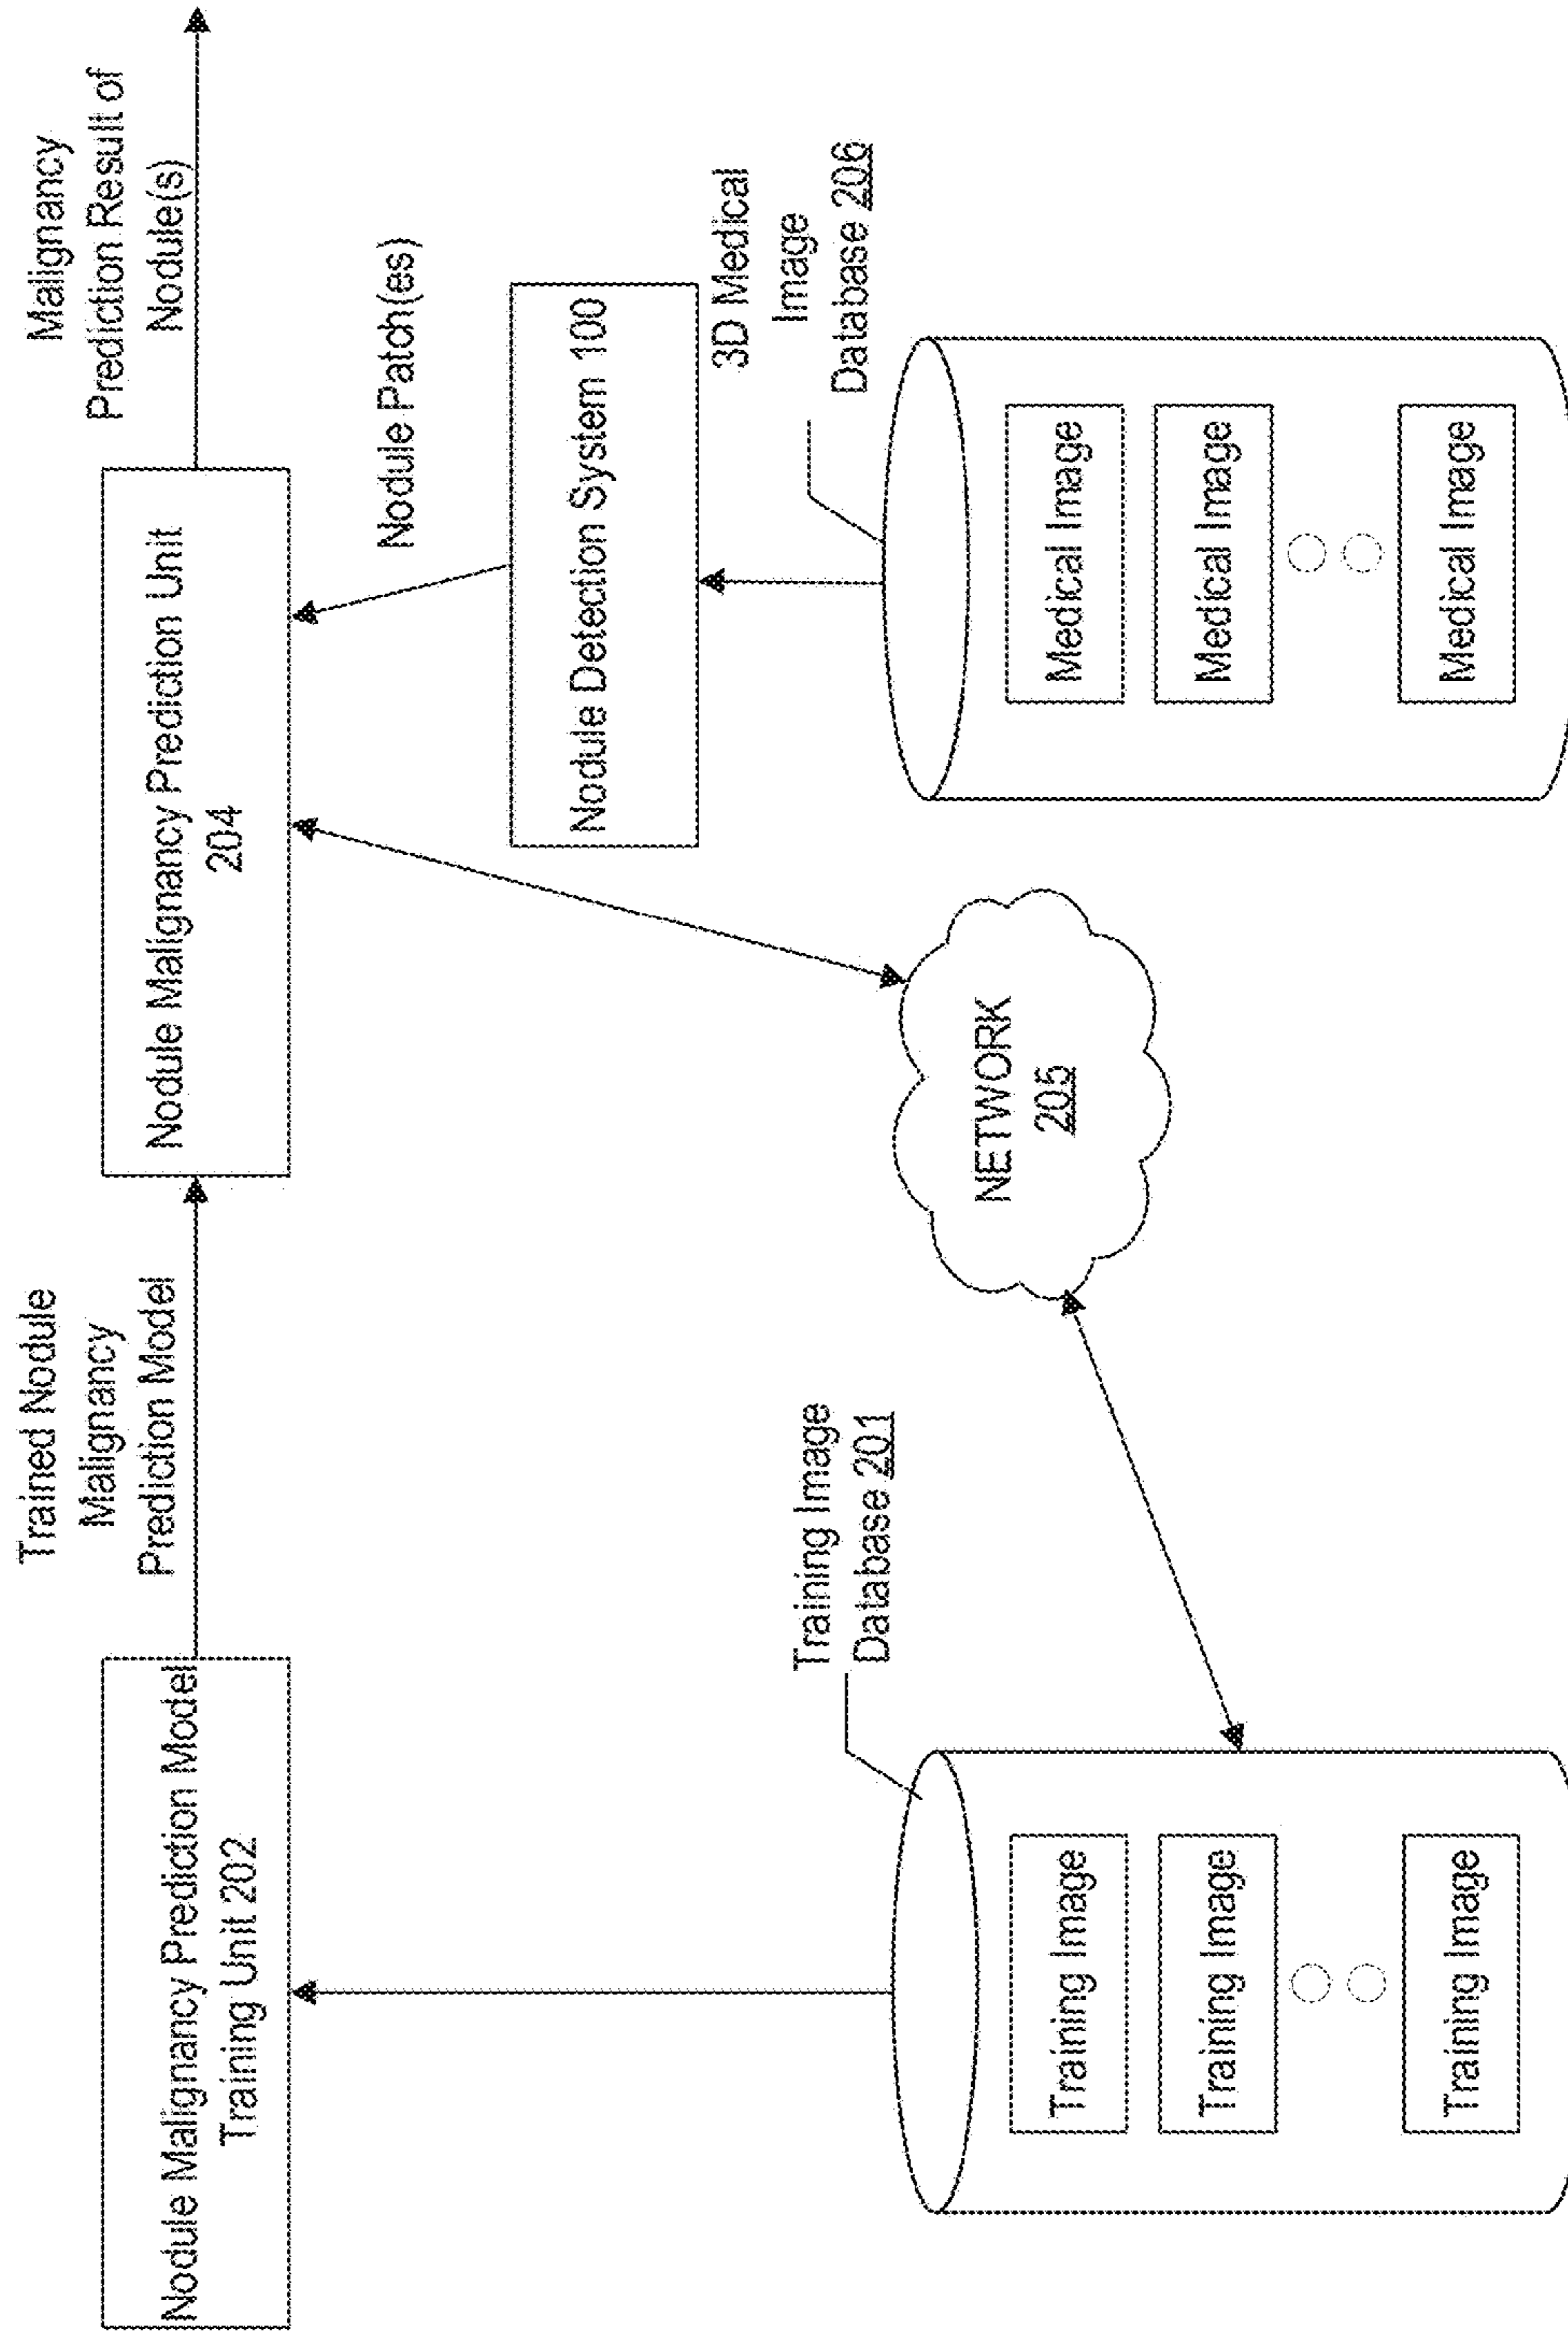 Trained Nodule
Malignancy
Prediction Model
Malignancy
Prediction Result of
Nodule(s)
Nodule Malignancy Prediction Model
Training Unit 202
Nodule Malignancy Prediction Unit
204
Nodule Patch(es)
Nodule Detection System 100
Training Image
Database 201
3D Medical
Image
Database 206
NETWORK
205
Training Image
Training Image
Training Image
Medical Image
Medical Image
Medical Image